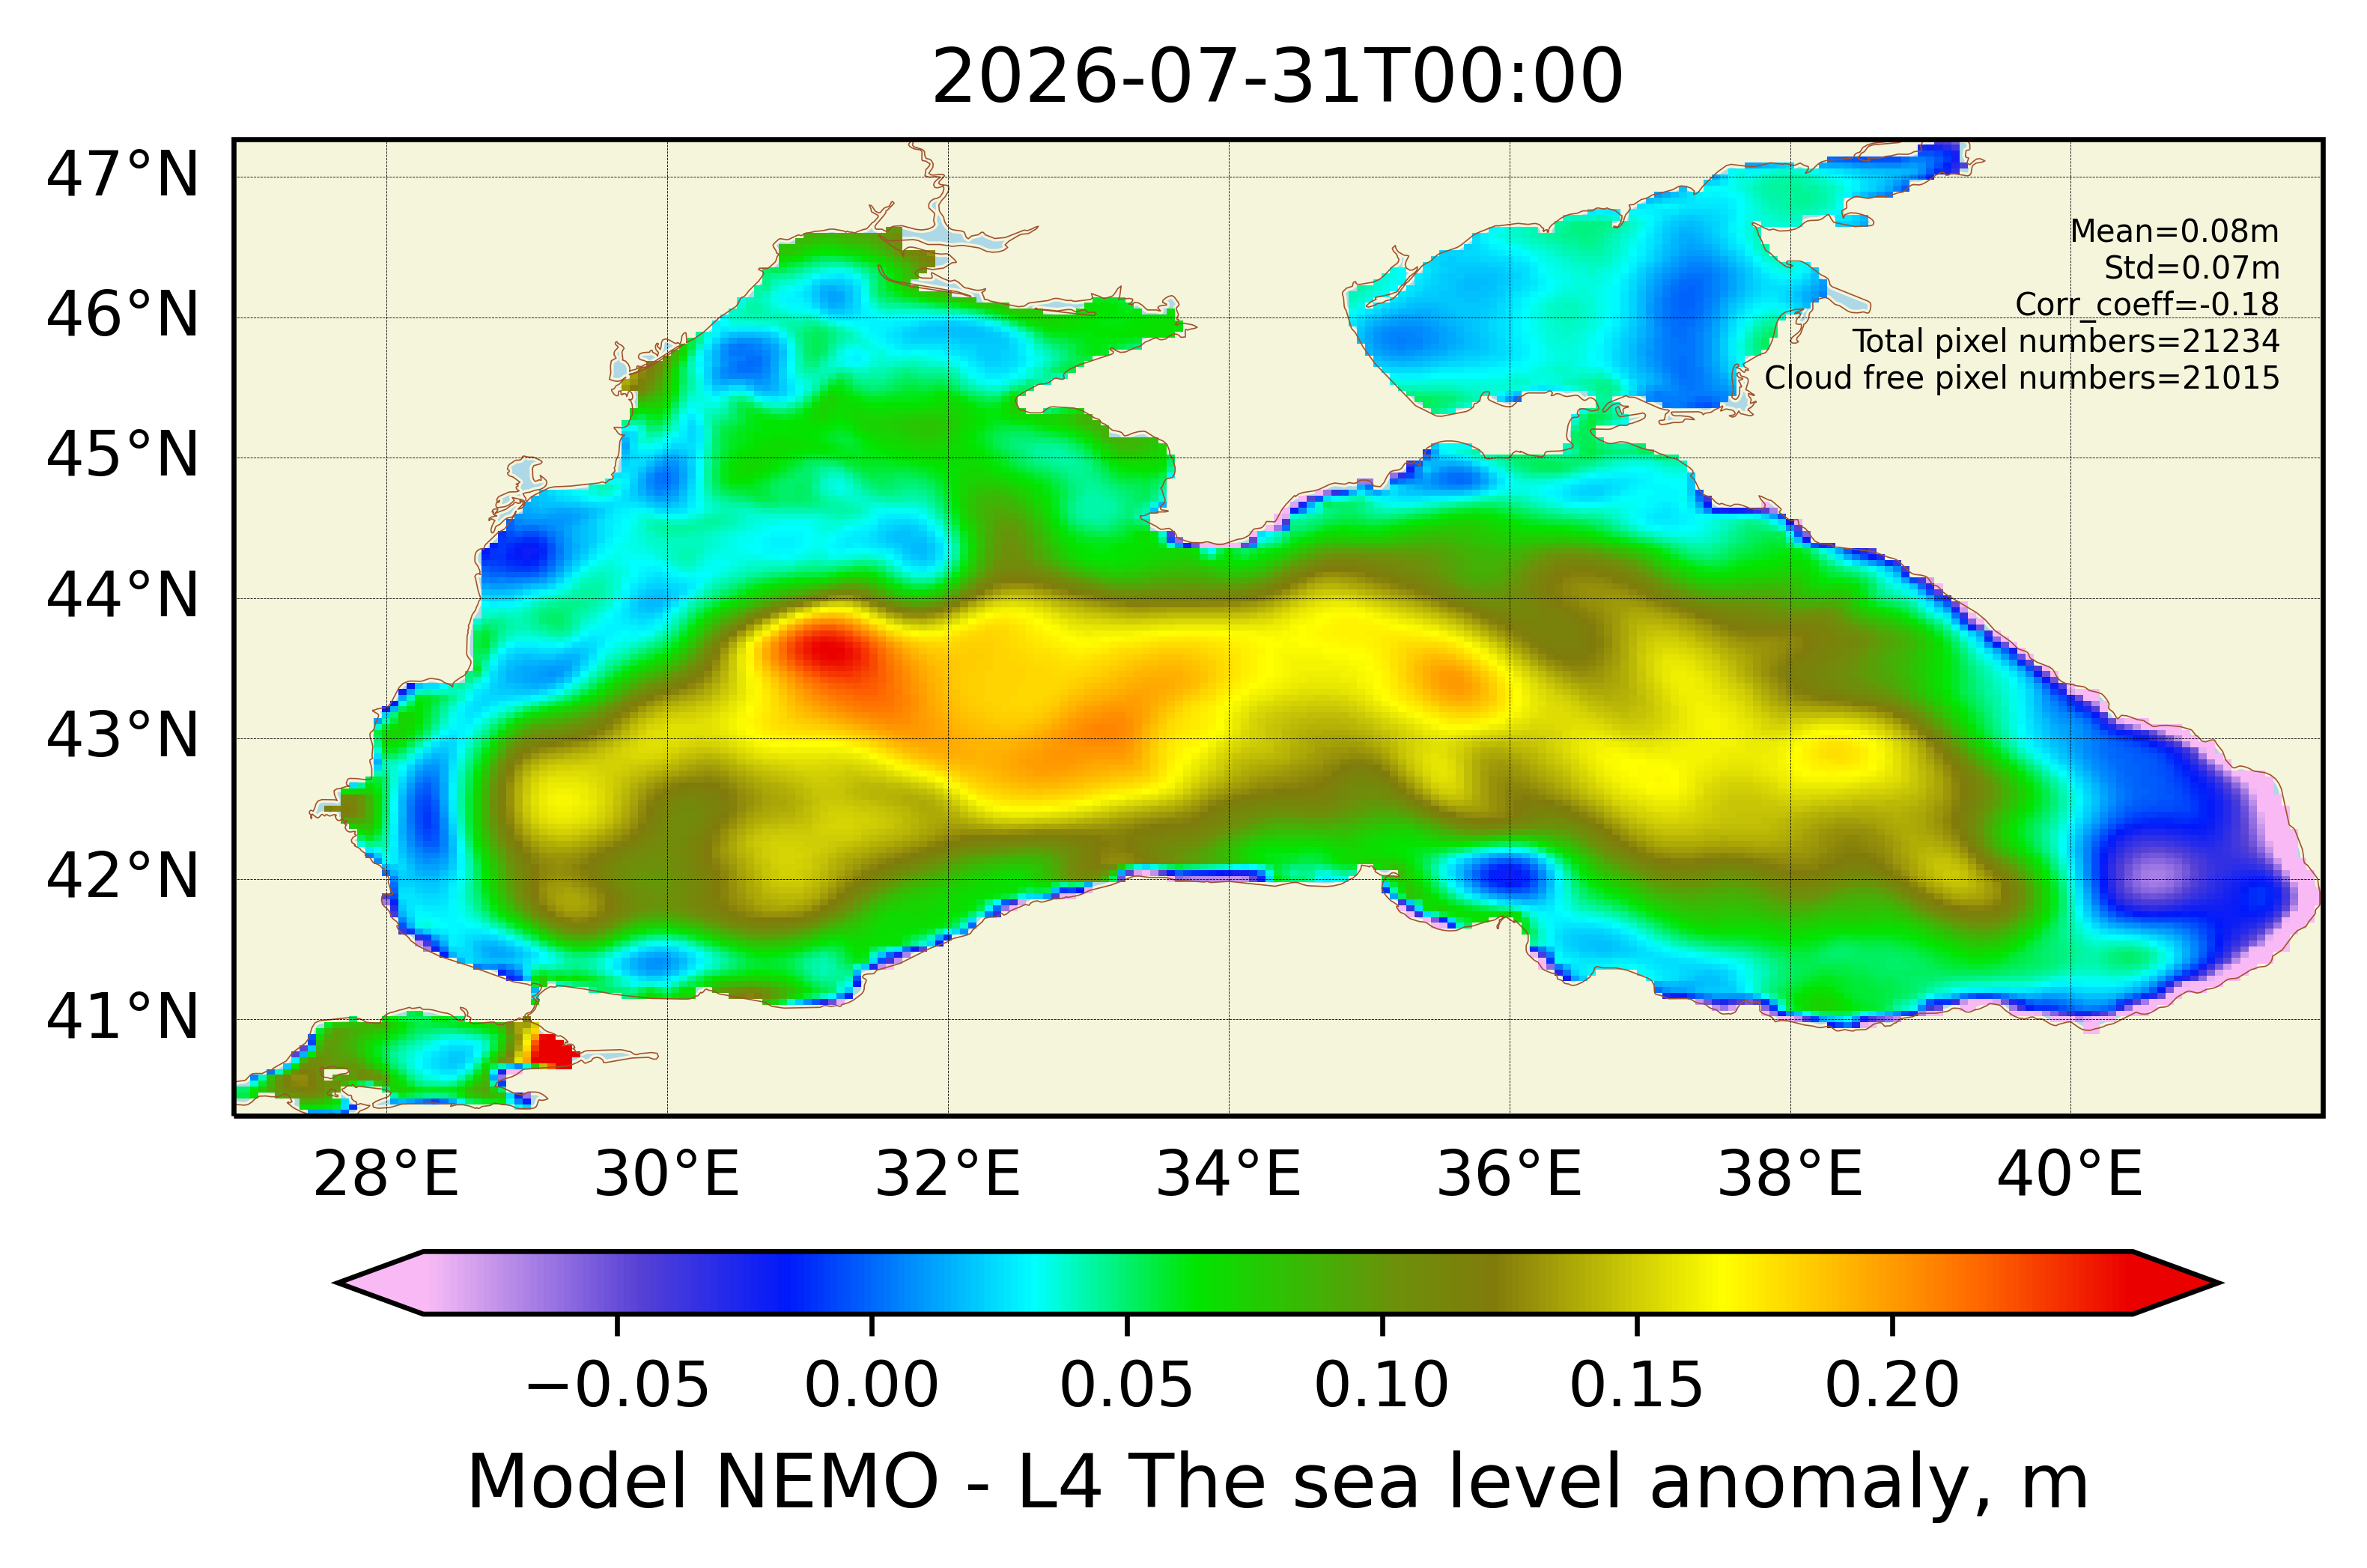 2026-07-31T00:00
47°N
46°N
45°N
44°N
43°N
42°N
41°N
Mean=0.08m
Std=0.07m
Corr_coeff=-0.18
Total pixel numbers=21234
Cloud free pixel numbers=21015
28°E 30°E 32°E 34°E 36°E 38°E 40°E
−0.05 0.00 0.05 0.10 0.15 0.20
Model NEMO - L4 The sea level anomaly, m